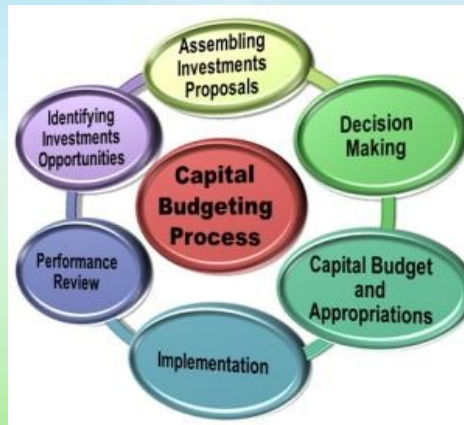 Assembling
Investments
Proposals
Identifying
Investments
Opportunities
Decision
Making
Capital
Budgeting
Process
Performance
Review
Capital Budget
and
Appropriations
Implementation